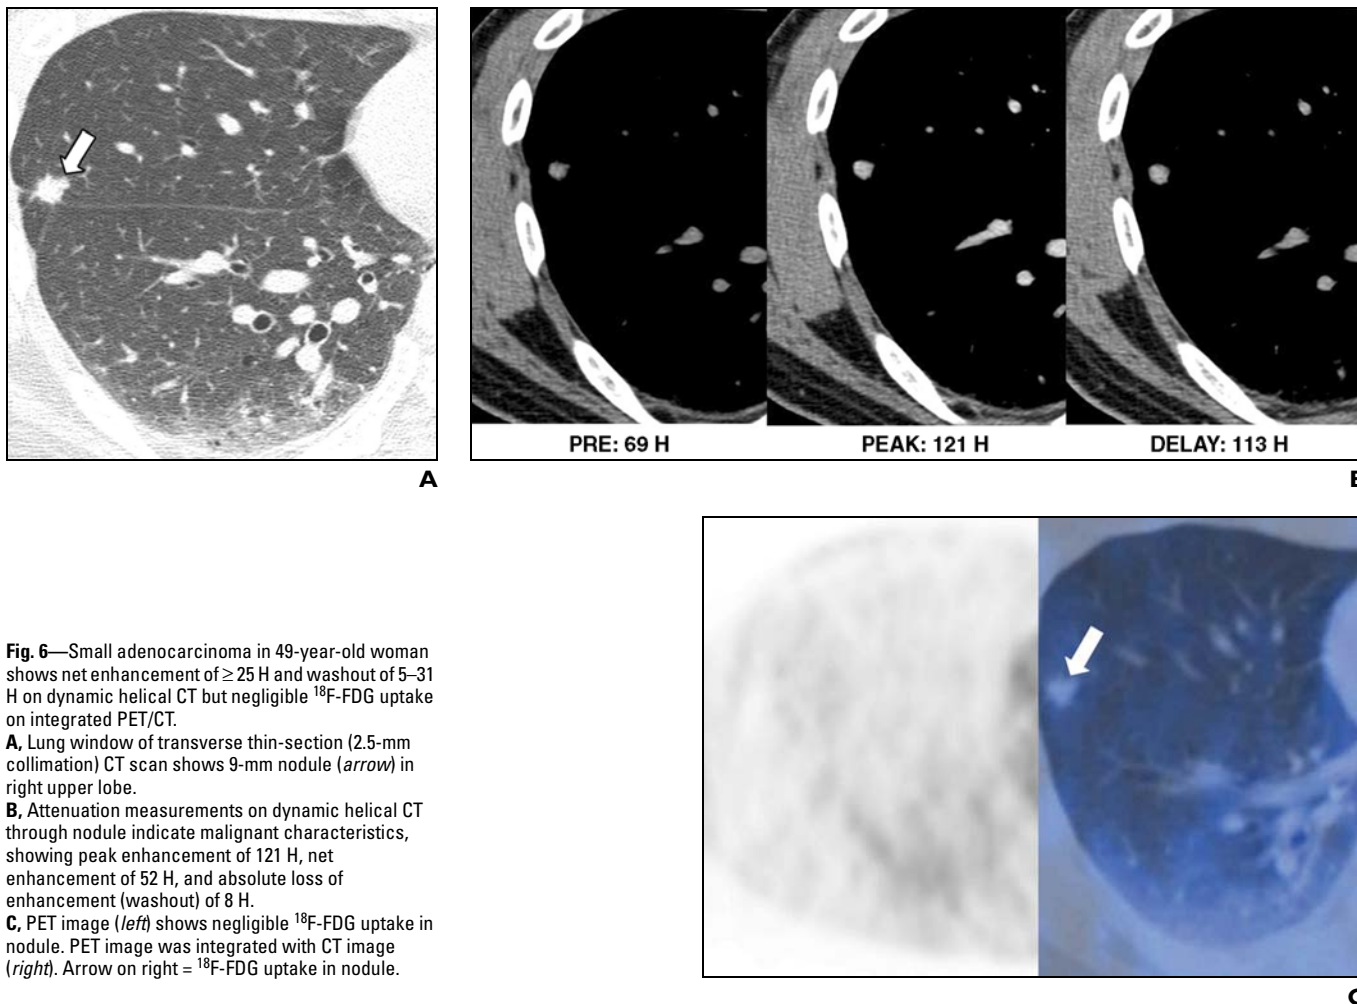 A
PRE: 69 H
PEAK: 121 H
DELAY: 113 H
Fig. 6—Small adenocarcinoma in 49-year-old woman
shows net enhancement of ≥ 25 H and washout of 5–31
H on dynamic helical CT but negligible ¹⁸F-FDG uptake
on integrated PET/CT.
A, Lung window of transverse thin-section (2.5-mm
collimation) CT scan shows 9-mm nodule (arrow) in
right upper lobe.
B, Attenuation measurements on dynamic helical CT
through nodule indicate malignant characteristics,
showing peak enhancement of 121 H, net
enhancement of 52 H, and absolute loss of
enhancement (washout) of 8 H.
C, PET image (left) shows negligible ¹⁸F-FDG uptake in
nodule. PET image was integrated with CT image
(right). Arrow on right = ¹⁸F-FDG uptake in nodule.